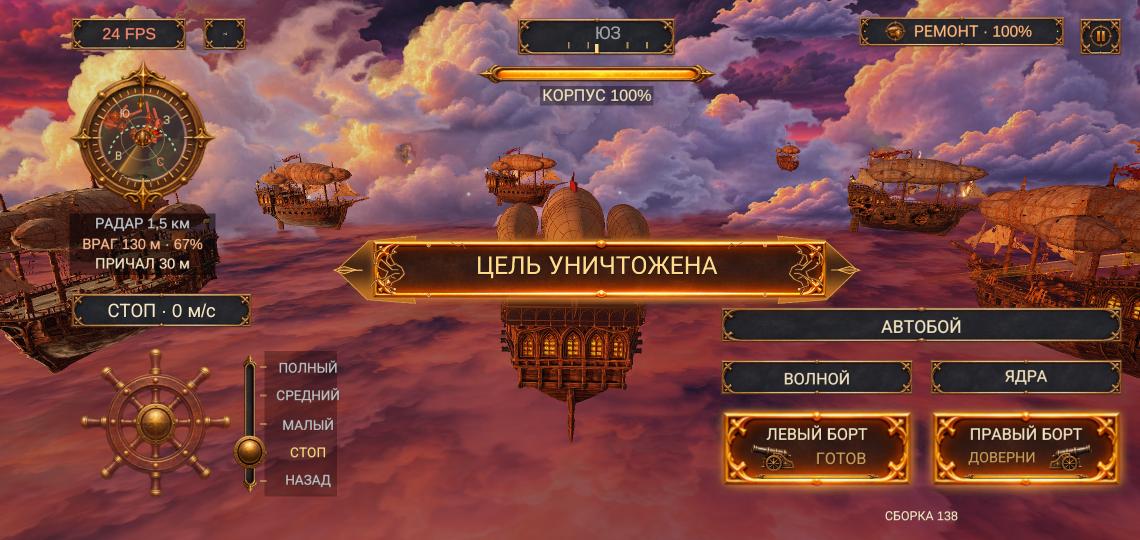 24 FPS
ЮЗ
РЕМОНТ · 100%
КОРПУС 100%
Ю
З
В
С
РАДАР 1,5 км
ВРАГ 130 м · 67%
ПРИЧАЛ 30 м
СТОП · 0 м/с
ЦЕЛЬ УНИЧТОЖЕНА
АВТОБОЙ
ВОЛНОЙ
ЯДРА
ПОЛНЫЙ
СРЕДНИЙ
МАЛЫЙ
СТОП
НАЗАД
ЛЕВЫЙ БОРТ
ГОТОВ
ПРАВЫЙ БОРТ
ДОВЕРНИ
СБОРКА 138